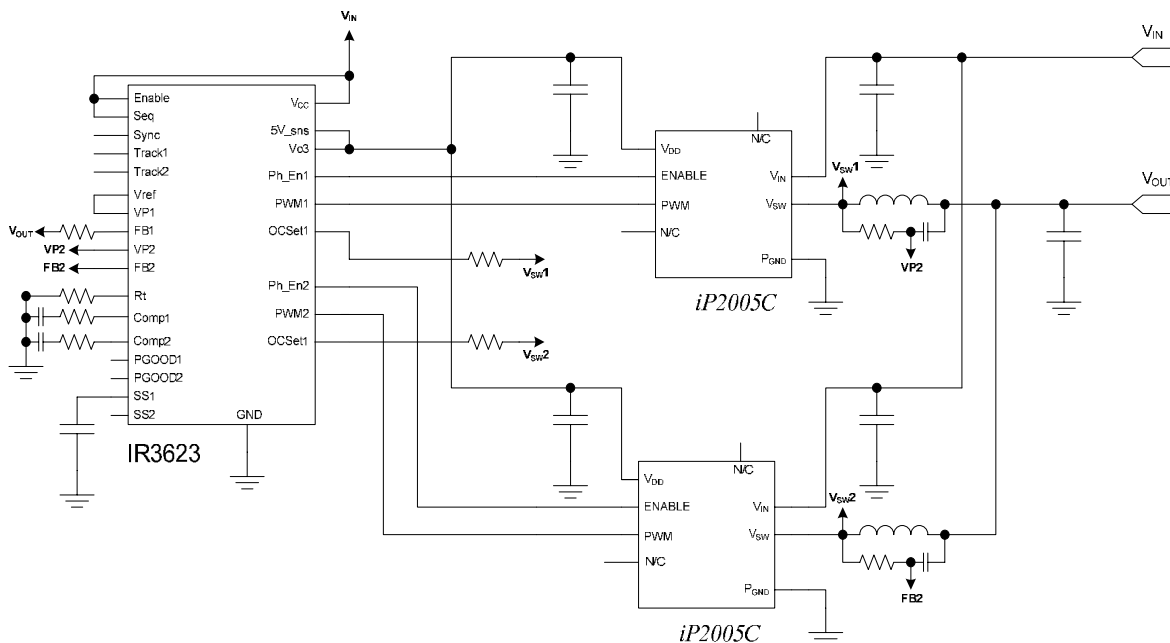 VIN
Enable
Seq
Sync
Track1
Track2
Vref
VP1
FB1
VP2
FB2
Rt
Comp1
Comp2
PGOOD1
PGOOD2
SS1
SS2
VCC
5V_sns
Vo3
Ph_En1
PWM1
OCSet1
Ph_En2
PWM2
OCSet1
GND
IR3623
VOUT
VP2
FB2
VSW1
VSW2
N/C
VDD
ENABLE
PWM
N/C
VIN
VSW
PGND
iP2005C
VSW1
VP2
VIN
VOUT
N/C
VDD
ENABLE
PWM
N/C
VIN
VSW
PGND
iP2005C
VSW2
FB2